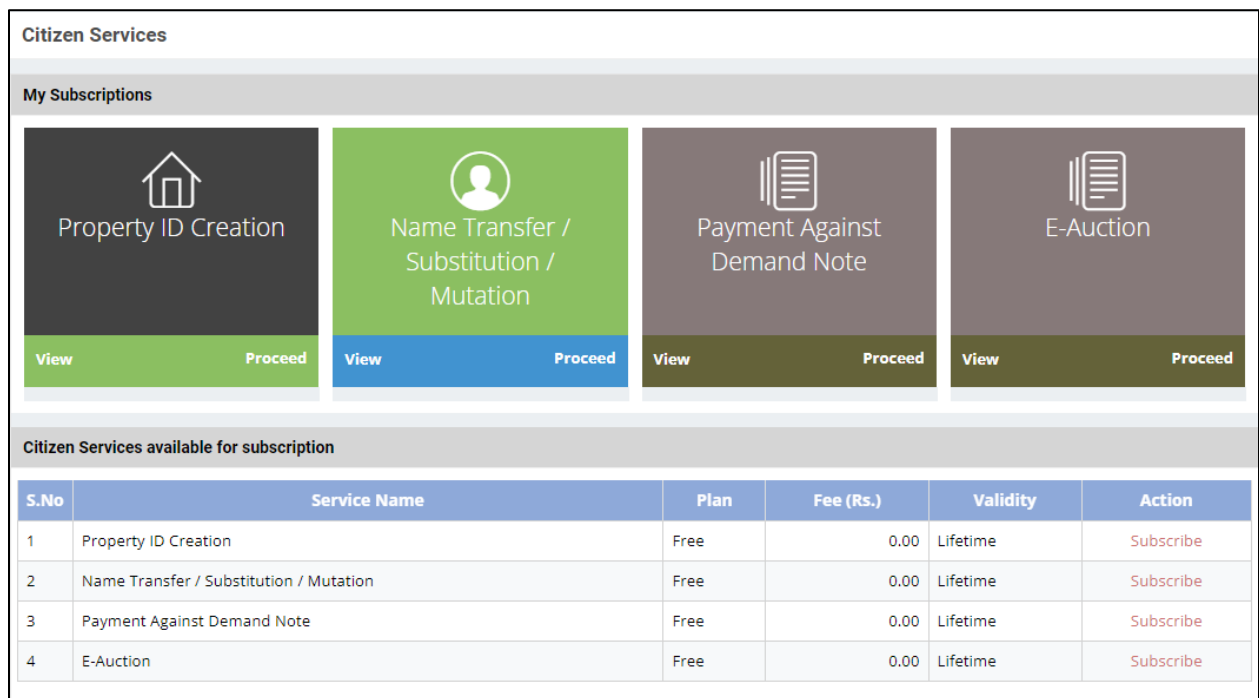 Citizen Services
My Subscriptions
Property ID Creation
View Proceed
Name Transfer /
Substitution /
Mutation
View Proceed
Payment Against
Demand Note
View Proceed
E-Auction
View Proceed
Citizen Services available for subscription
S.No Service Name Plan Fee (Rs.) Validity Action
1 Property ID Creation Free 0.00 Lifetime Subscribe
2 Name Transfer / Substitution / Mutation Free 0.00 Lifetime Subscribe
3 Payment Against Demand Note Free 0.00 Lifetime Subscribe
4 E-Auction Free 0.00 Lifetime Subscribe